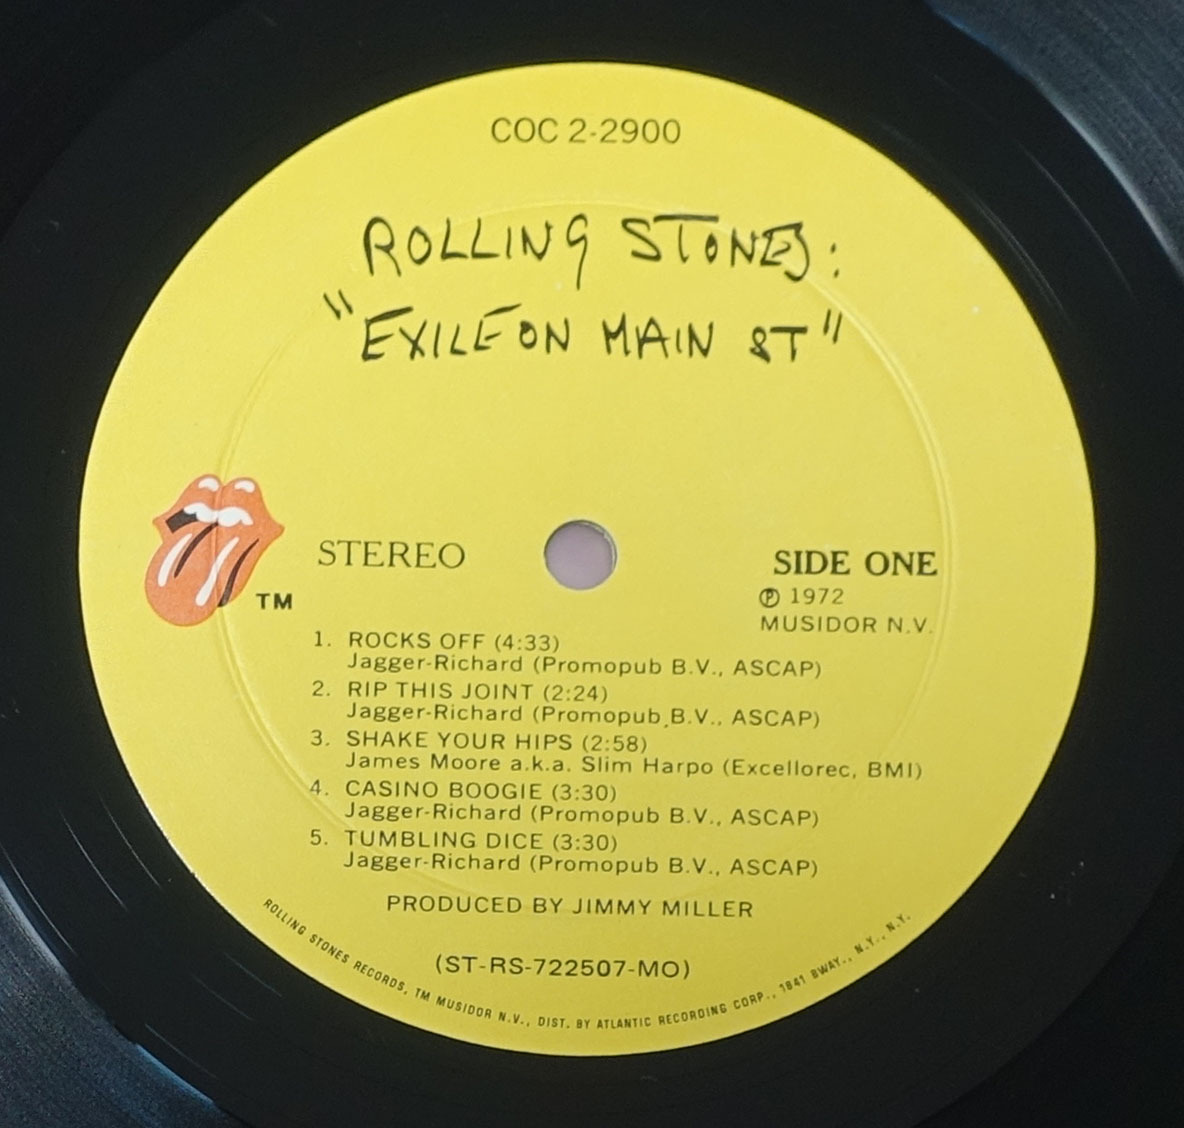 COC 2-2900
ROLLING STONES:
"EXILE ON MAIN ST"
STEREO
SIDE ONE
℗ 1972
MUSIDOR N.V.
TM
1. ROCKS OFF (4:33)
Jagger-Richard (Promopub B.V., ASCAP)
2. RIP THIS JOINT (2:24)
Jagger-Richard (Promopub B.V., ASCAP)
3. SHAKE YOUR HIPS (2:58)
James Moore a.k.a. Slim Harpo (Excellorec, BMI)
4. CASINO BOOGIE (3:30)
Jagger-Richard (Promopub B.V., ASCAP)
5. TUMBLING DICE (3:30)
Jagger-Richard (Promopub B.V., ASCAP)
PRODUCED BY JIMMY MILLER
(ST-RS-722507-MO)
ROLLING STONES RECORDS, TM MUSIDOR N.V., DIST. BY ATLANTIC RECORDING CORP., 1841 BWAY., N.Y., N.Y.